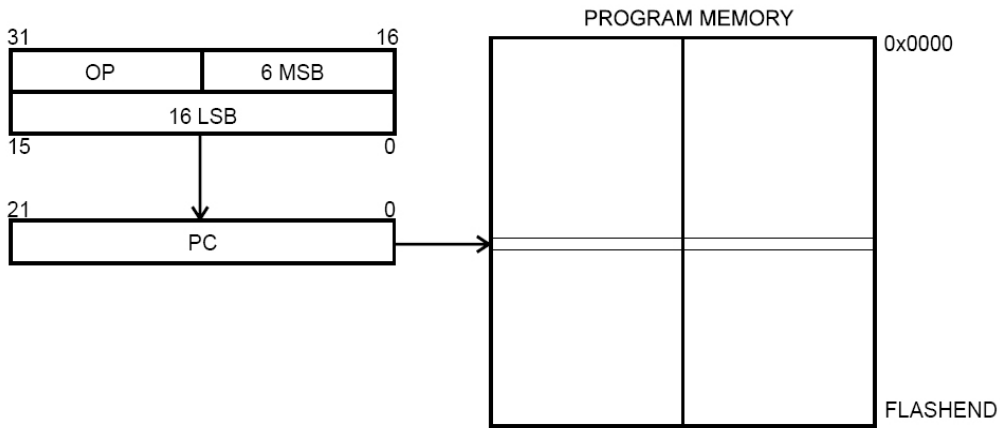 PROGRAM MEMORY
31 16
0x0000
OP 6 MSB
16 LSB
15 0
21 0
PC
FLASHEND